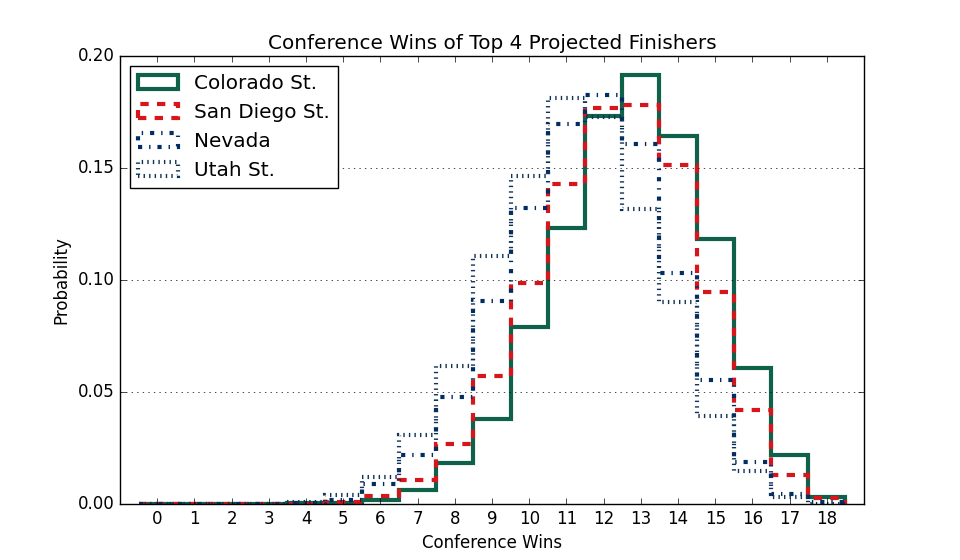 Conference Wins of Top 4 Projected Finishers
Colorado St.
San Diego St.
Nevada
Utah St.
Probability
0.20
0.15
0.10
0.05
0.00
0 1 2 3 4 5 6 7 8 9 10 11 12 13 14 15 16 17 18
Conference Wins